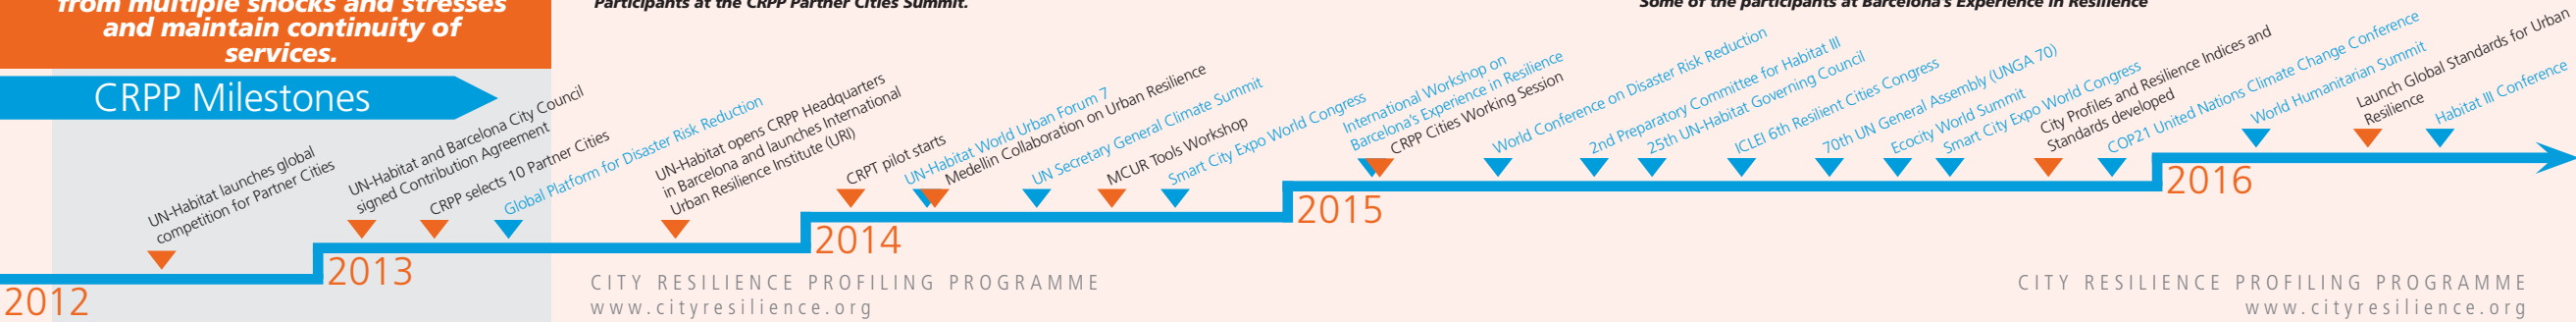 from multiple shocks and stresses
and maintain continuity of
services.
Participants at the CRPP Partner Cities Summit.
Some of the participants at Barcelona's Experience in Resilience
CRPP Milestones
2012
UN-Habitat launches global
competition for Partner Cities
2013
UN-Habitat and Barcelona City Council
signed Contribution Agreement
CRPP selects 10 Partner Cities
Global Platform for Disaster Risk Reduction
UN-Habitat opens CRPP Headquarters
in Barcelona and launches International
Urban Resilience Institute (URI)
2014
CRPT pilot starts
UN-Habitat World Urban Forum 7
Medellin Collaboration on Urban Resilience
UN Secretary General Climate Summit
MCUR Tools Workshop
Smart City Expo World Congress
2015
International Workshop on
Barcelona's Experience in Resilience
CRPP Cities Working Session
World Conference on Disaster Risk Reduction
2nd Preparatory Committee for Habitat III
25th UN-Habitat Governing Council
ICLEI 6th Resilient Cities Congress
70th UN General Assembly (UNGA 70)
Ecocity World Summit
Smart City Expo World Congress
City Profiles and Resilience Indices and
Standards developed
COP21 United Nations Climate Change Conference
2016
World Humanitarian Summit
Launch Global Standards for Urban
Resilience
Habitat III Conference
CITY RESILIENCE PROFILING PROGRAMME
www.cityresilience.org
CITY RESILIENCE PROFILING PROGRAMME
www.cityresilience.org